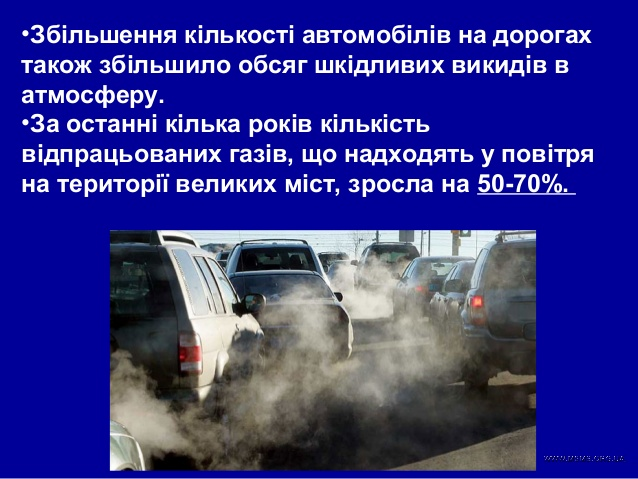 •Збільшення кількості автомобілів на дорогах
також збільшило обсяг шкідливих викидів в
атмосферу.
•За останні кілька років кількість
відпрацьованих газів, що надходять у повітря
на території великих міст, зросла на 50-70%.